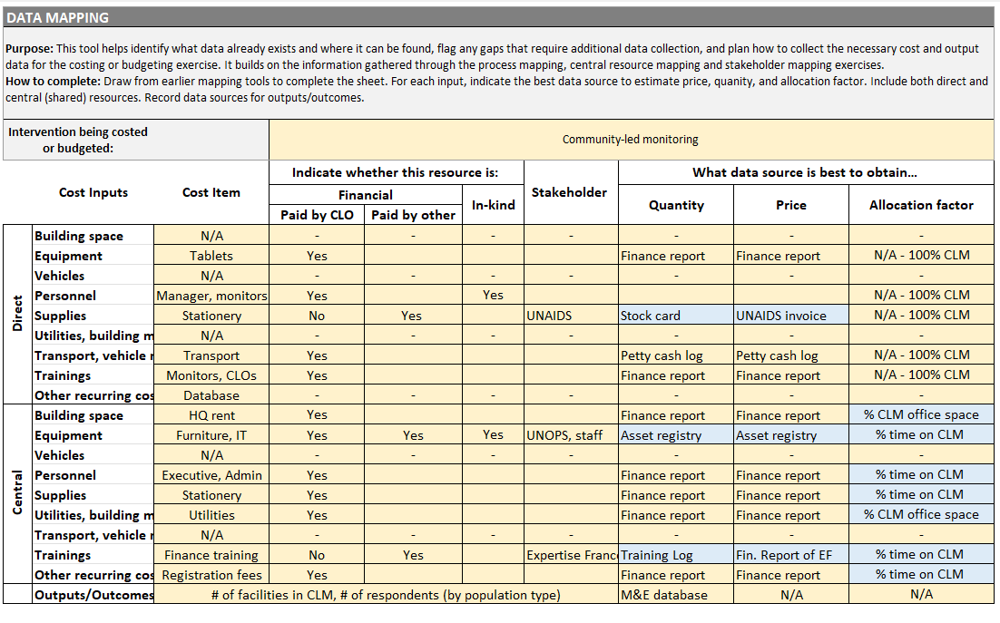 DATA MAPPING
Purpose: This tool helps identify what data already exists and where it can be found, flag any gaps that require additional data collection, and plan how to collect the necessary cost and output
data for the costing or budgeting exercise. It builds on the information gathered through the process mapping, central resource mapping and stakeholder mapping exercises.
How to complete: Draw from earlier mapping tools to complete the sheet. For each input, indicate the best data source to estimate price, quanity, and allocation factor. Include both direct and
central (shared) resources. Record data sources for outputs/outcomes.
Intervention being costed
or budgeted:
Community-led monitoring
Indicate whether this resource is: What data source is best to obtain…
Cost Inputs Cost Item Financial In-kind Stakeholder Quantity Price Allocation factor
Paid by CLO Paid by other
Direct
Building space N/A - - - - - - -
Equipment Tablets Yes Finance report Finance report N/A - 100% CLM
Vehicles N/A - - - - - - -
Personnel Manager, monitors Yes Yes N/A - 100% CLM
Supplies Stationery No Yes UNAIDS Stock card UNAIDS invoice N/A - 100% CLM
Utilities, building m N/A - - - - - - -
Transport, vehicle r Transport Yes Petty cash log Petty cash log N/A - 100% CLM
Trainings Monitors, CLOs Yes Finance report Finance report N/A - 100% CLM
Other recurring cos Database - - - - - - -
Central
Building space HQ rent Yes Finance report Finance report % CLM office space
Equipment Furniture, IT Yes Yes Yes UNOPS, staff Asset registry Asset registry % time on CLM
Vehicles N/A - - - - - - -
Personnel Executive, Admin Yes Finance report Finance report % time on CLM
Supplies Stationery Yes Finance report Finance report % time on CLM
Utilities, building m Utilities Yes Finance report Finance report % CLM office space
Transport, vehicle r N/A - - - - - - -
Trainings Finance training No Yes Expertise Franc Training Log Fin. Report of EF % time on CLM
Other recurring cos Registration fees Yes Finance report Finance report % time on CLM
Outputs/Outcomes # of facilities in CLM, # of respondents (by population type) M&E database N/A N/A